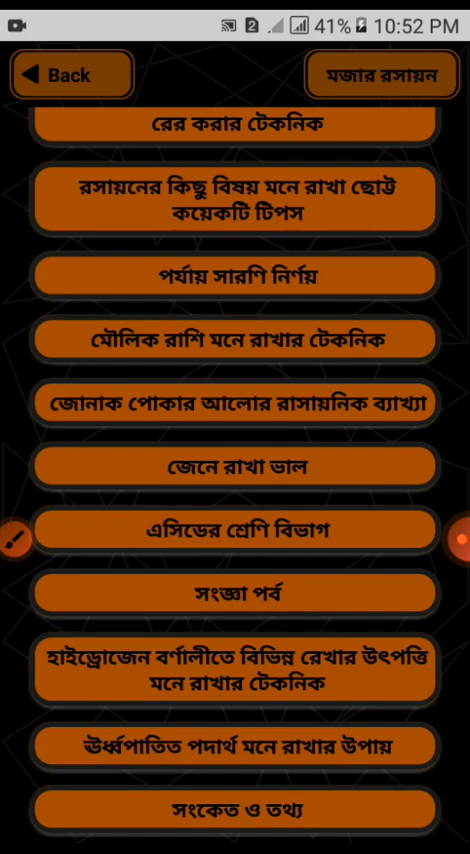 2 41% 10:52 PM
Back
মজার রসায়ন
রের করার টেকনিক
রসায়নের কিছু বিষয় মনে রাখা ছোট্ট
কয়েকটি টিপস
পর্যায় সারণি নির্ণয়
মৌলিক রাশি মনে রাখার টেকনিক
জোনাক পোকার আলোর রাসায়নিক ব্যাখ্যা
জেনে রাখা ভাল
এসিডের শ্রেণি বিভাগ
সংজ্ঞা পর্ব
হাইড্রোজেন বর্ণালীতে বিভিন্ন রেখার উৎপত্তি
মনে রাখার টেকনিক
ঊর্ধ্বপাতিত পদার্থ মনে রাখার উপায়
সংকেত ও তথ্য